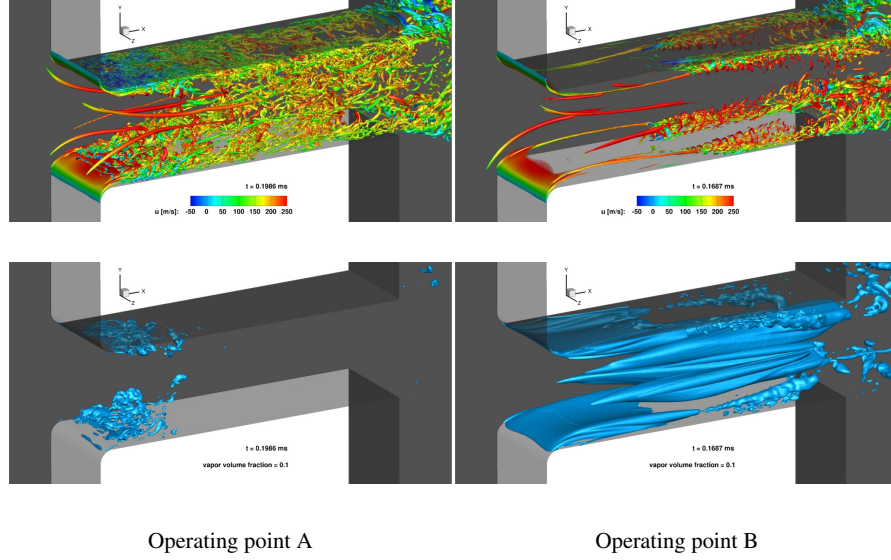 Y
X
Z
t = 0.1986 ms
u [m/s]: -50 0 50 100 150 200 250
Y
X
Z
t = 0.1687 ms
u [m/s]: -50 0 50 100 150 200 250
Y
X
Z
t = 0.1986 ms
vapor volume fraction = 0.1
Y
X
Z
t = 0.1687 ms
vapor volume fraction = 0.1
Operating point A
Operating point B